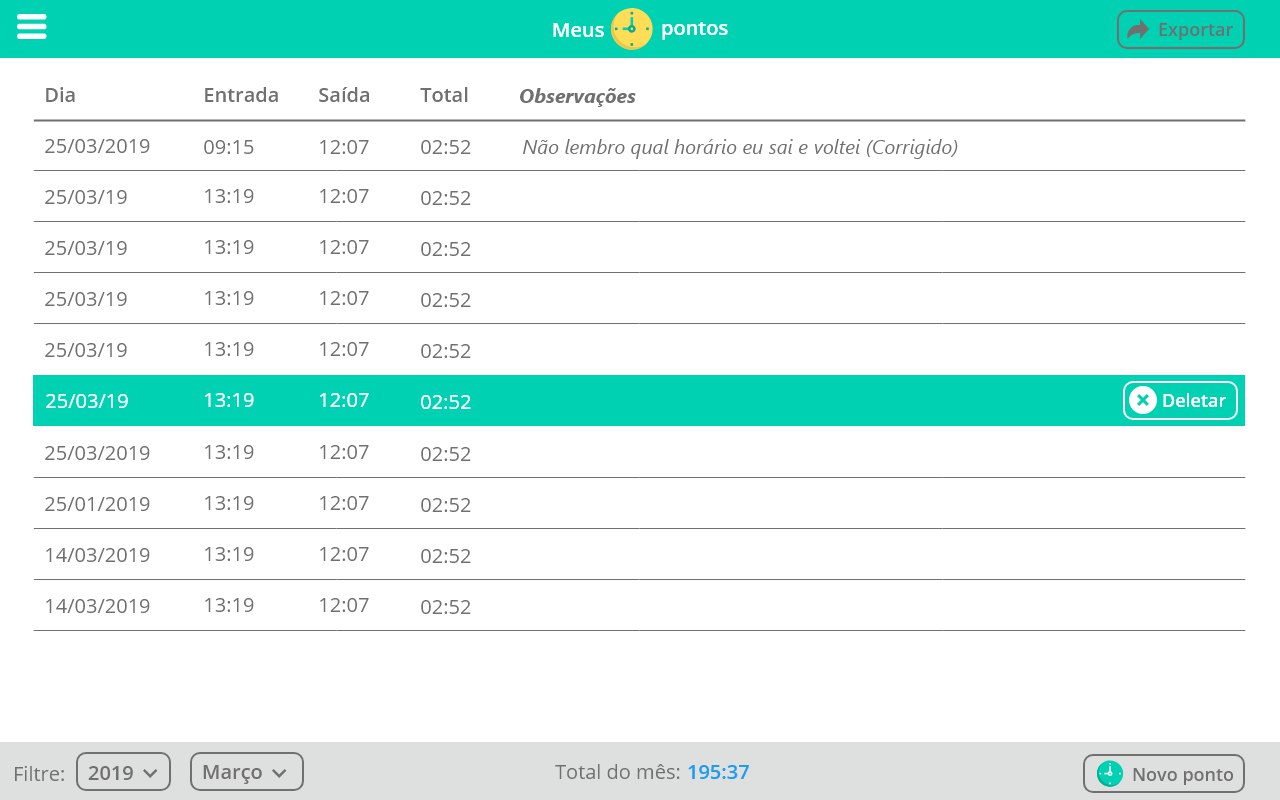 Meus pontos
Exportar
Dia Entrada Saída Total Observações
25/03/2019 09:15 12:07 02:52 Não lembro qual horário eu sai e voltei (Corrigido)
25/03/19 13:19 12:07 02:52
25/03/19 13:19 12:07 02:52
25/03/19 13:19 12:07 02:52
25/03/19 13:19 12:07 02:52
25/03/19 13:19 12:07 02:52 Deletar
25/03/2019 13:19 12:07 02:52
25/01/2019 13:19 12:07 02:52
14/03/2019 13:19 12:07 02:52
14/03/2019 13:19 12:07 02:52
Filtre: 2019 Março Total do mês: 195:37 Novo ponto